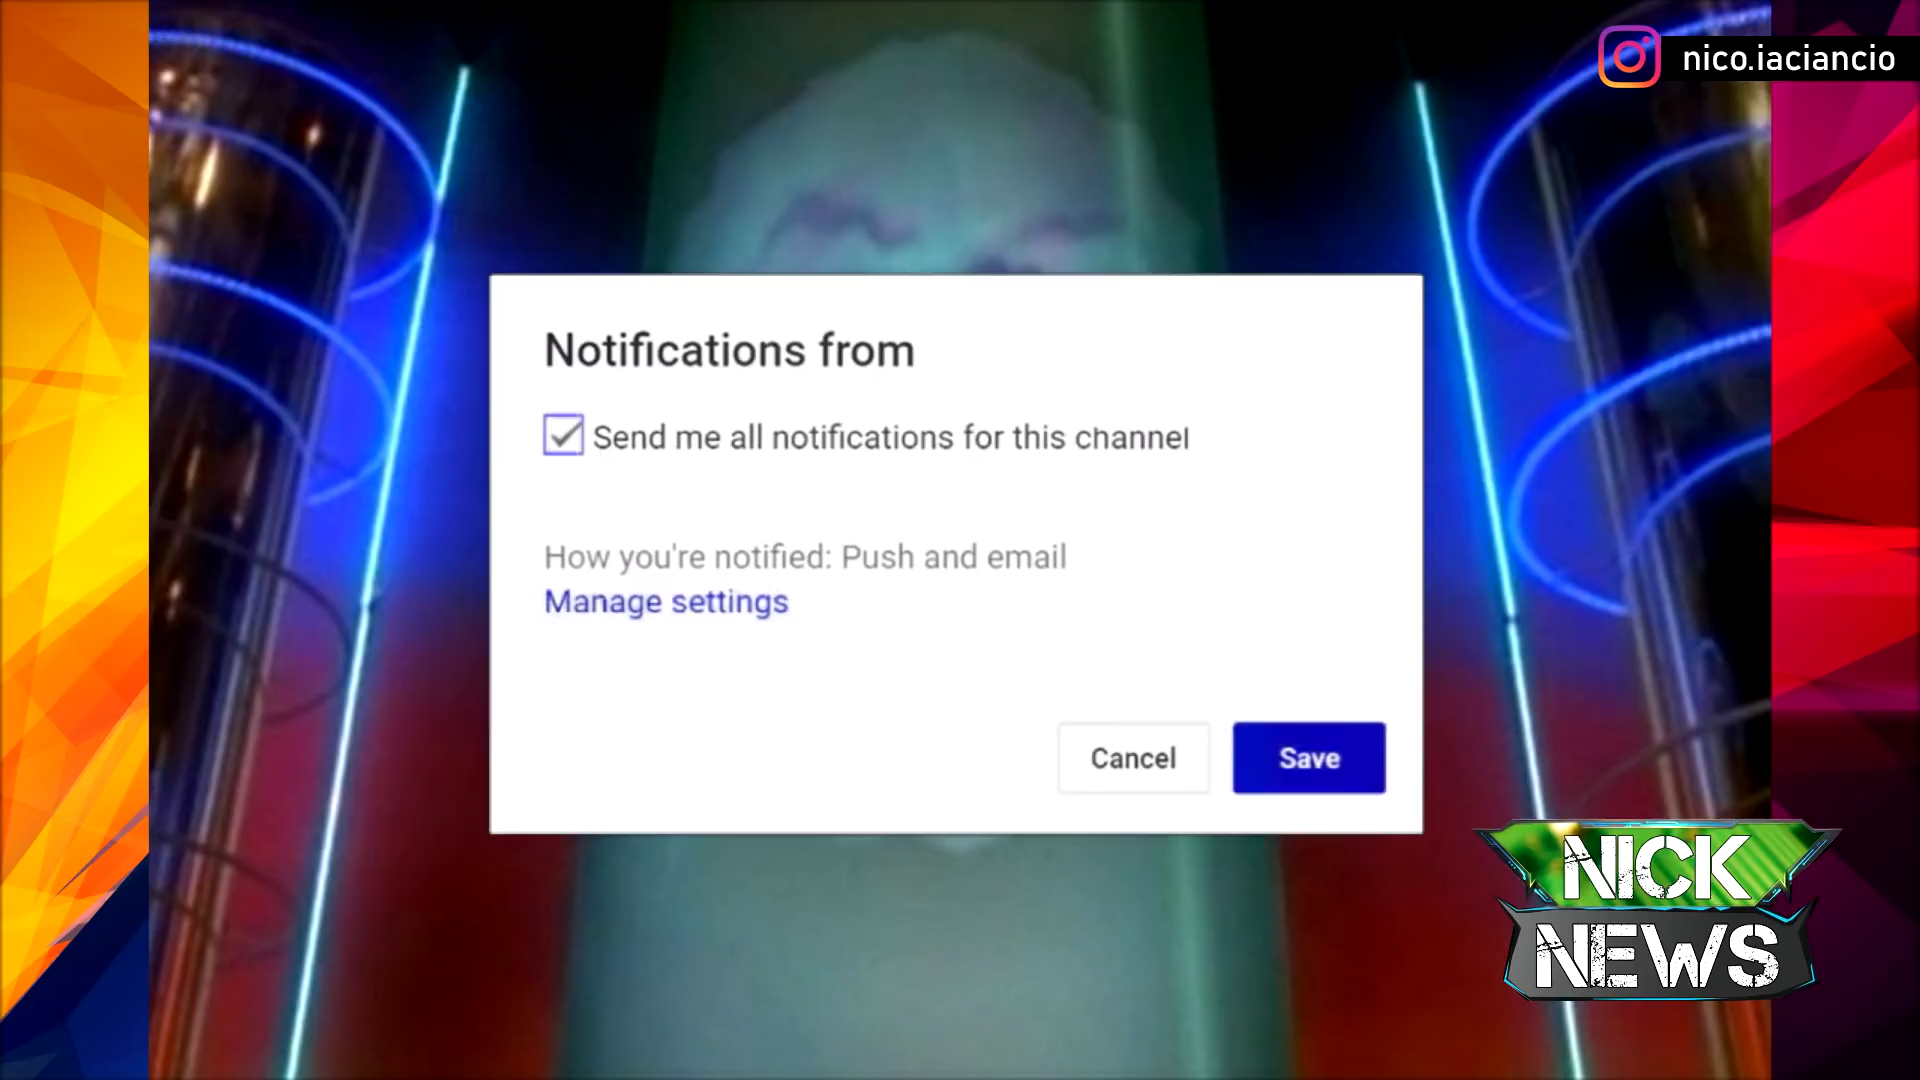 nico.iaciancio
Notifications from
Send me all notifications for this channel
How you're notified: Push and email
Manage settings
Cancel
Save
NICK
NEWS